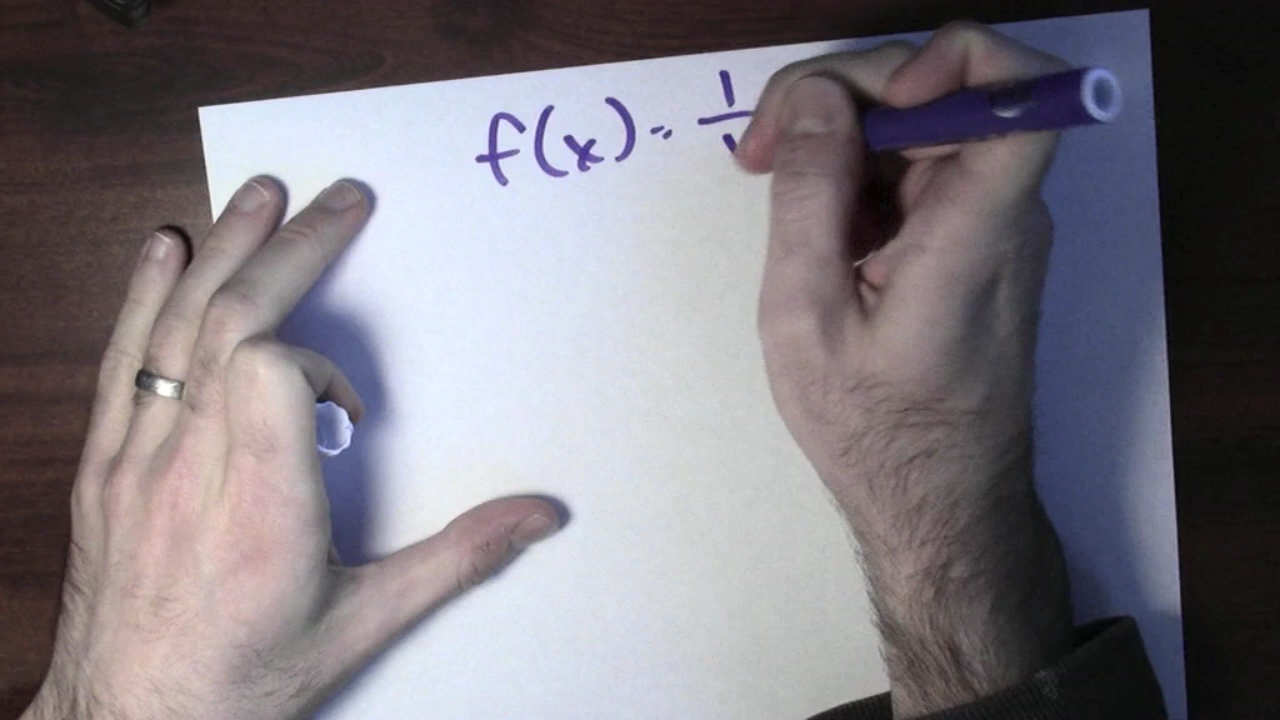 f(x) = 1/